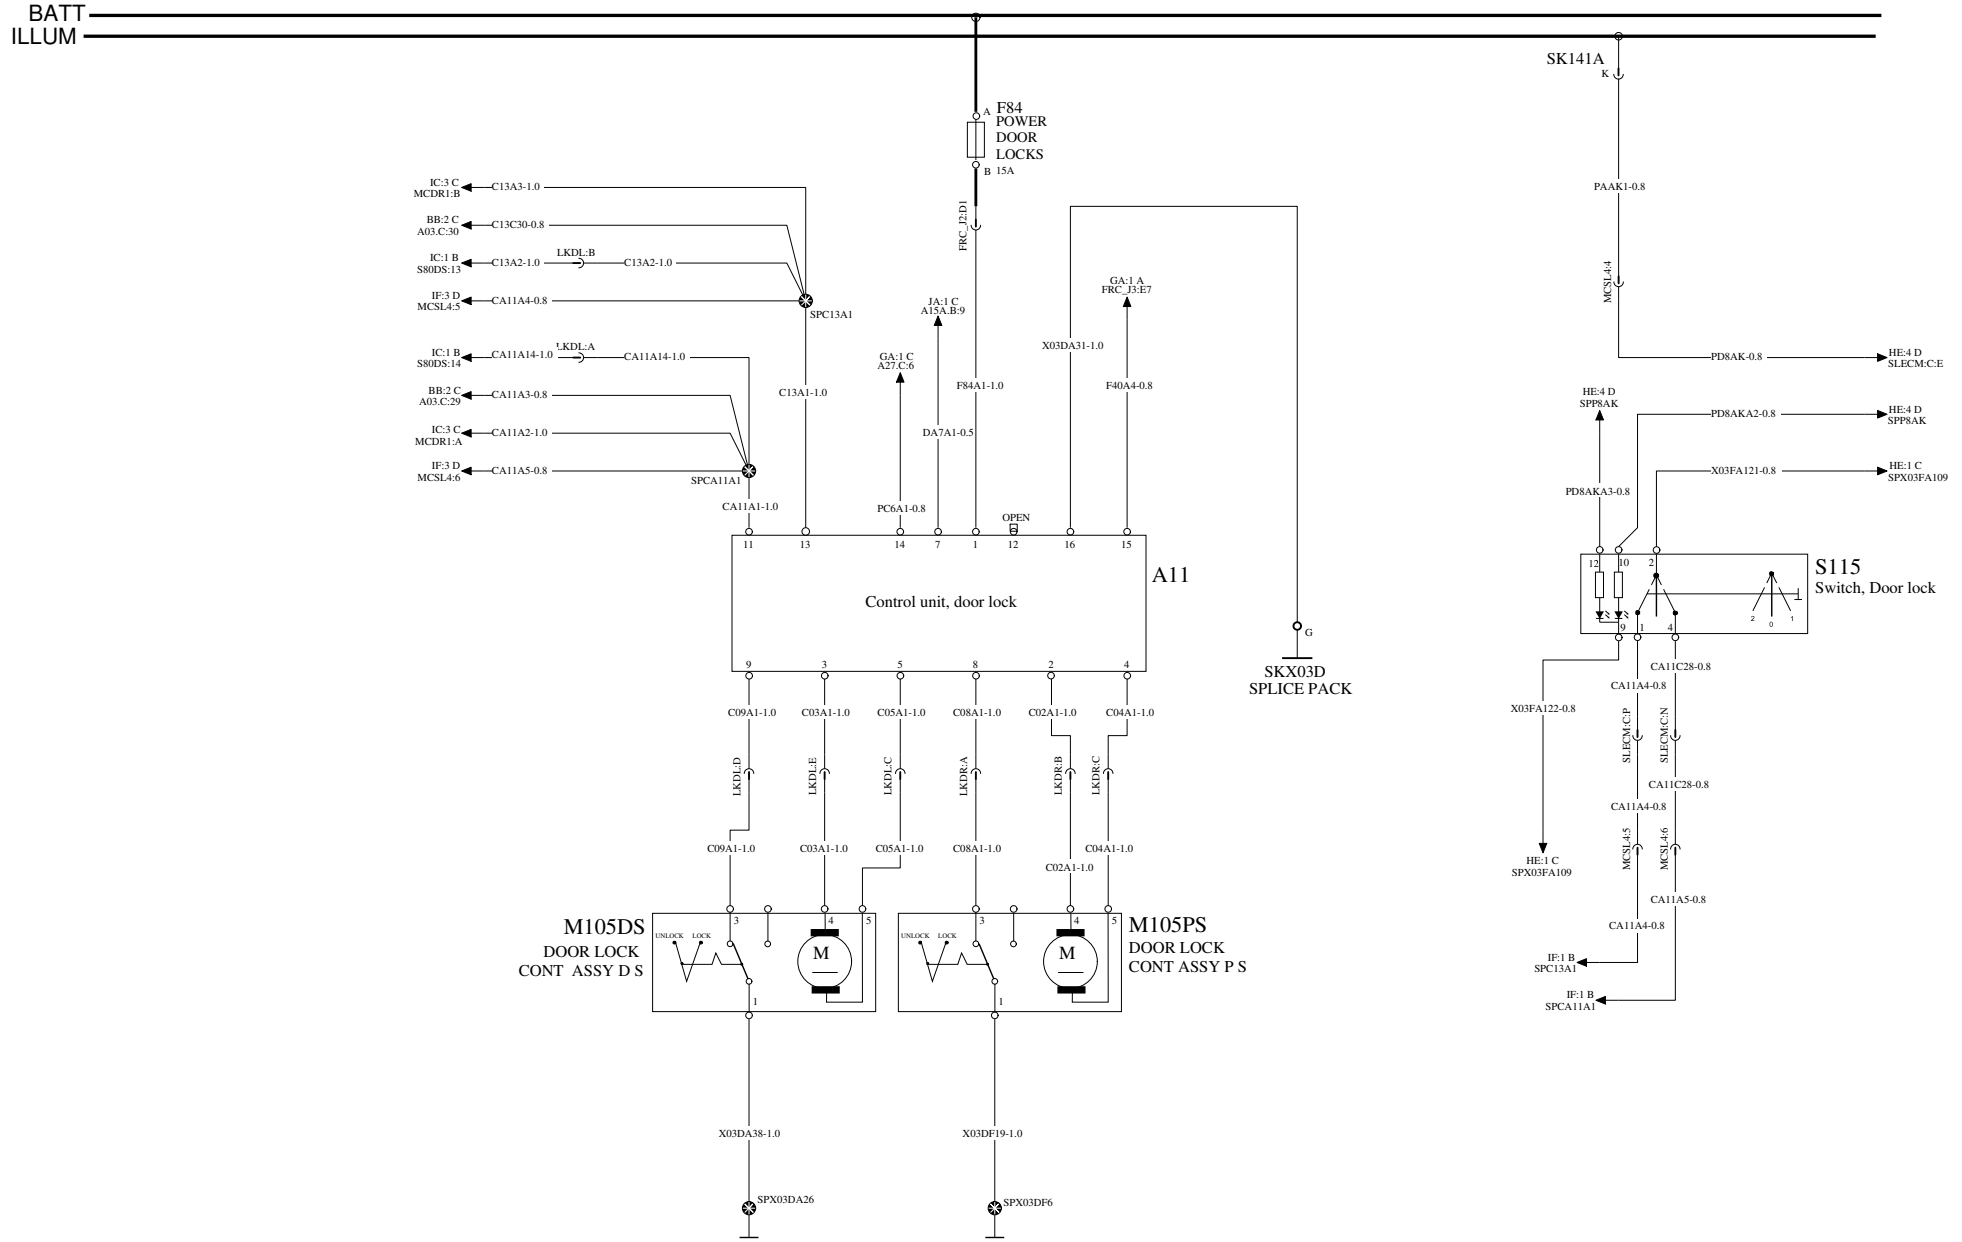 BATT
ILLUM
SK141A
K
A F84
POWER
DOOR
LOCKS
B 15A
FRC_J2:D1
PAAK1-0.8
MCSL4:4
IC:3 C
MCDR1:B
C13A3-1.0
BB:2 C
A03.C:30
C13C30-0.8
IC:1 B
S80DS:13
C13A2-1.0
LKDL:B
C13A2-1.0
IF:3 D
MCSL4:5
CA11A4-0.8
SPC13A1
IC:1 B
S80DS:14
CA11A14-1.0
LKDL:A
CA11A14-1.0
BB:2 C
A03.C:29
CA11A3-0.8
IC:3 C
MCDR1:A
CA11A2-1.0
IF:3 D
MCSL4:6
CA11A5-0.8
SPCA11A1
CA11A1-1.0
C13A1-1.0
GA:1 C
A27.C:6
PC6A1-0.8
JA:1 C
A15A.B:9
DA7A1-0.5
F84A1-1.0
OPEN
X03DA31-1.0
GA:1 A
FRC_J3:E7
F40A4-0.8
11 13 14 7 1 12 16 15
A11
Control unit, door lock
9 3 5 8 2 4
G
SKX03D
SPLICE PACK
PD8AK-0.8
HE:4 D
SLECM:C:E
HE:4 D
SPP8AK
PD8AKA2-0.8
HE:4 D
SPP8AK
X03FA121-0.8
HE:1 C
SPX03FA109
PD8AKA3-0.8
12 10 2
S115
Switch, Door lock
2 0 1
9 1 4
CA11C28-0.8
CA11A4-0.8
X03FA122-0.8
SLECM:C:P
SLECM:C:N
CA11C28-0.8
CA11A4-0.8
MCSL4:5
MCSL4:6
HE:1 C
SPX03FA109
CA11A5-0.8
CA11A4-0.8
IF:1 B
SPC13A1
IF:1 B
SPCA11A1
C09A1-1.0 C03A1-1.0 C05A1-1.0 C08A1-1.0 C02A1-1.0 C04A1-1.0
LKDL:D LKDL:E LKDL:C LKDR:A LKDR:B LKDR:C
C09A1-1.0 C03A1-1.0 C05A1-1.0 C08A1-1.0 C04A1-1.0
C02A1-1.0
M105DS
DOOR LOCK
CONT ASSY D S
3 4 5
UNLOCK LOCK
M
1
3 4 5
UNLOCK LOCK
M
1
M105PS
DOOR LOCK
CONT ASSY P S
X03DA38-1.0
X03DF19-1.0
SPX03DA26
SPX03DF6